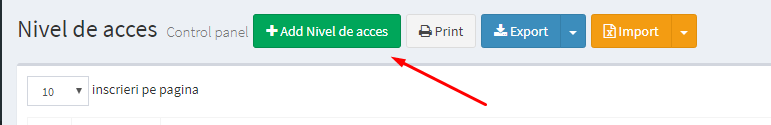 Nivel de acces Control panel Add Nivel de acces Print Export Import
10 inscrieri pe pagina